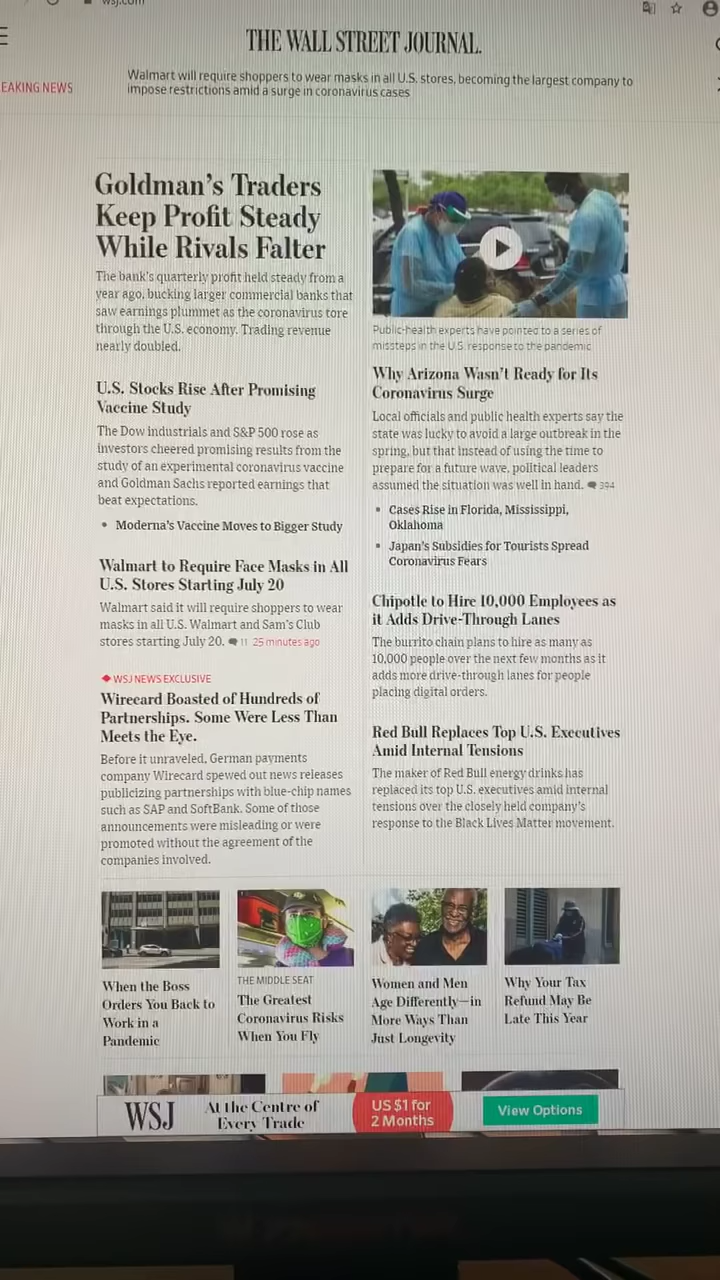 wsj.com
THE WALL STREET JOURNAL.
EAKING NEWS
Walmart will require shoppers to wear masks in all U.S. stores, becoming the largest company to
impose restrictions amid a surge in coronavirus cases
Goldman's Traders
Keep Profit Steady
While Rivals Falter
The bank's quarterly profit held steady from a
year ago, bucking larger commercial banks that
saw earnings plummet as the coronavirus tore
through the U.S. economy. Trading revenue
nearly doubled.
U.S. Stocks Rise After Promising
Vaccine Study
The Dow industrials and S&P 500 rose as
investors cheered promising results from the
study of an experimental coronavirus vaccine
and Goldman Sachs reported earnings that
beat expectations.
• Moderna's Vaccine Moves to Bigger Study
Walmart to Require Face Masks in All
U.S. Stores Starting July 20
Walmart said it will require shoppers to wear
masks in all U.S. Walmart and Sam's Club
stores starting July 20. 11 25 minutes ago
WSJ NEWS EXCLUSIVE
Wirecard Boasted of Hundreds of
Partnerships. Some Were Less Than
Meets the Eye.
Before it unraveled, German payments
company Wirecard spewed out news releases
publicizing partnerships with blue-chip names
such as SAP and SoftBank. Some of those
announcements were misleading or were
promoted without the agreement of the
companies involved.
Public-health experts have pointed to a series of
missteps in the U.S. response to the pandemic
Why Arizona Wasn't Ready for Its
Coronavirus Surge
Local officials and public health experts say the
state was lucky to avoid a large outbreak in the
spring, but that instead of using the time to
prepare for a future wave, political leaders
assumed the situation was well in hand. 394
• Cases Rise in Florida, Mississippi,
Oklahoma
• Japan's Subsidies for Tourists Spread
Coronavirus Fears
Chipotle to Hire 10,000 Employees as
it Adds Drive-Through Lanes
The burrito chain plans to hire as many as
10,000 people over the next few months as it
adds more drive-through lanes for people
placing digital orders.
Red Bull Replaces Top U.S. Executives
Amid Internal Tensions
The maker of Red Bull energy drinks has
replaced its top U.S. executives amid internal
tensions over the closely held company's
response to the Black Lives Matter movement.
When the Boss
Orders You Back to
Work in a
Pandemic
THE MIDDLE SEAT
The Greatest
Coronavirus Risks
When You Fly
Women and Men
Age Differently—in
More Ways Than
Just Longevity
Why Your Tax
Refund May Be
Late This Year
WSJ
At the Centre of
Every Trade
US $1 for
2 Months
View Options